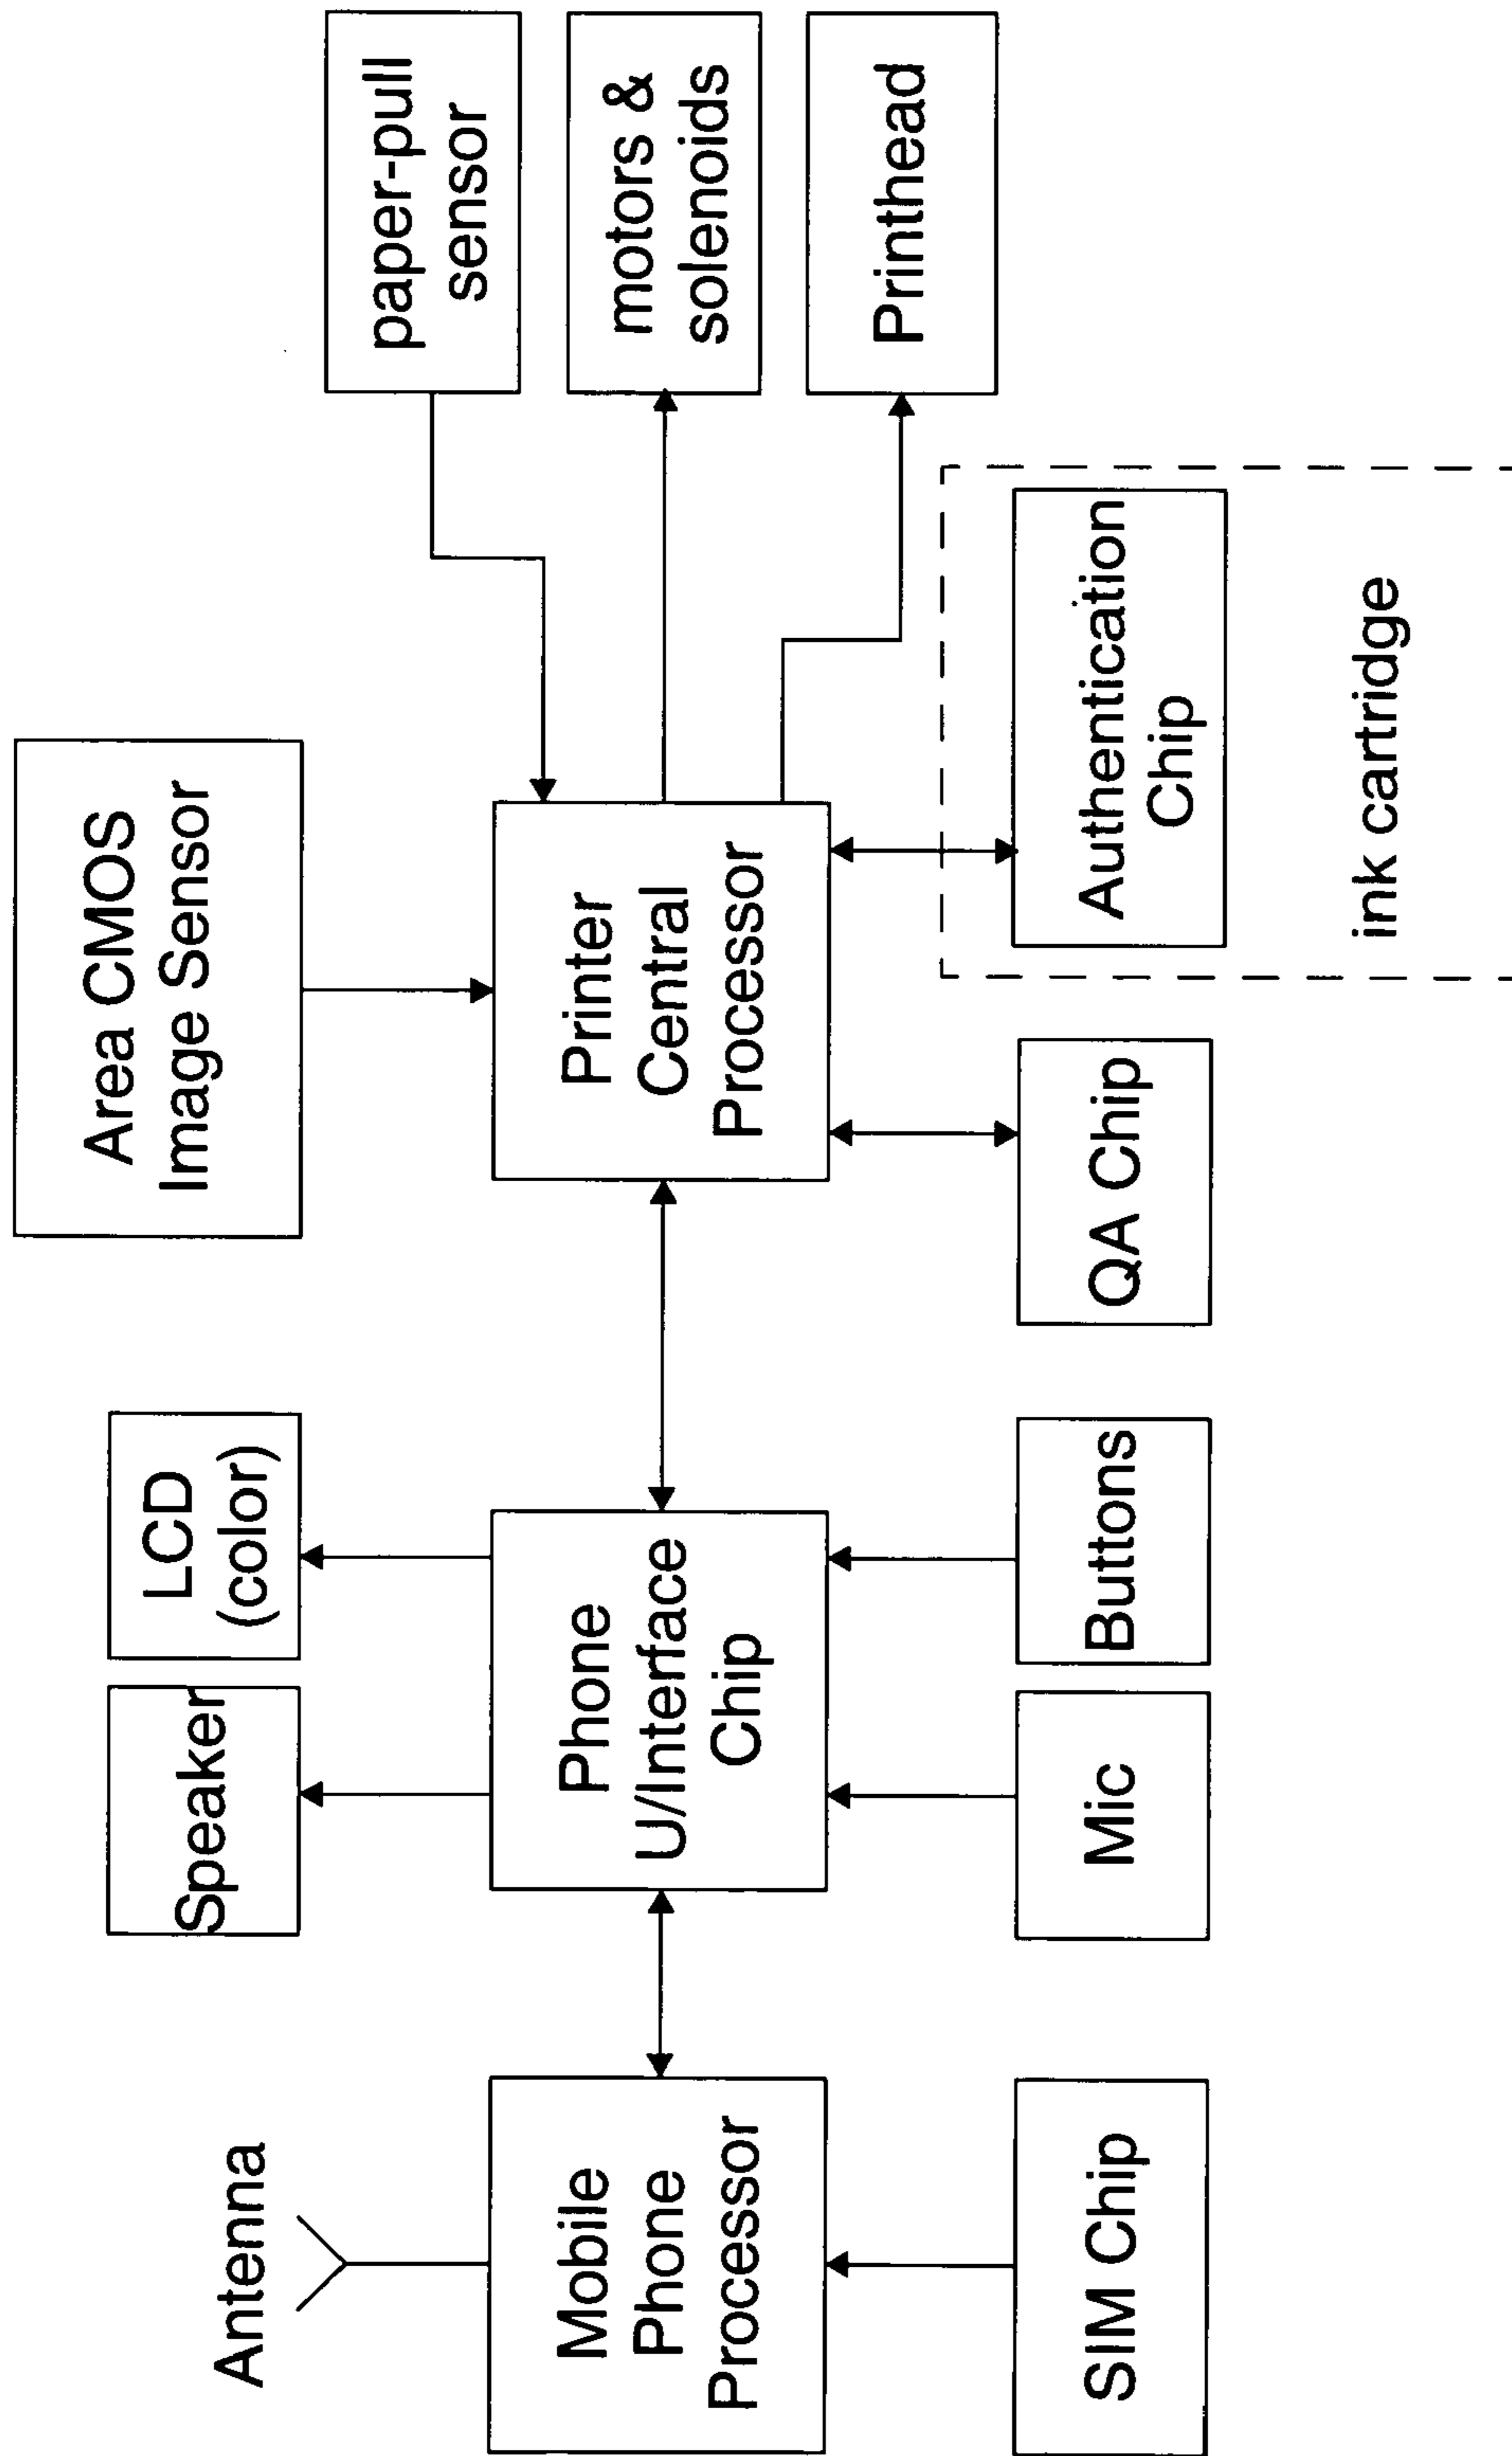 Antenna
Mobile
Phone
Processor
SIM Chip
Speaker
LCD
(color)
Phone
U/Interface
Chip
Mic
Buttons
Area CMOS
Image Sensor
Printer
Central
Processor
QA Chip
Authentication
Chip
ink cartridge
paper-pull
sensor
motors &
solenoids
Printhead